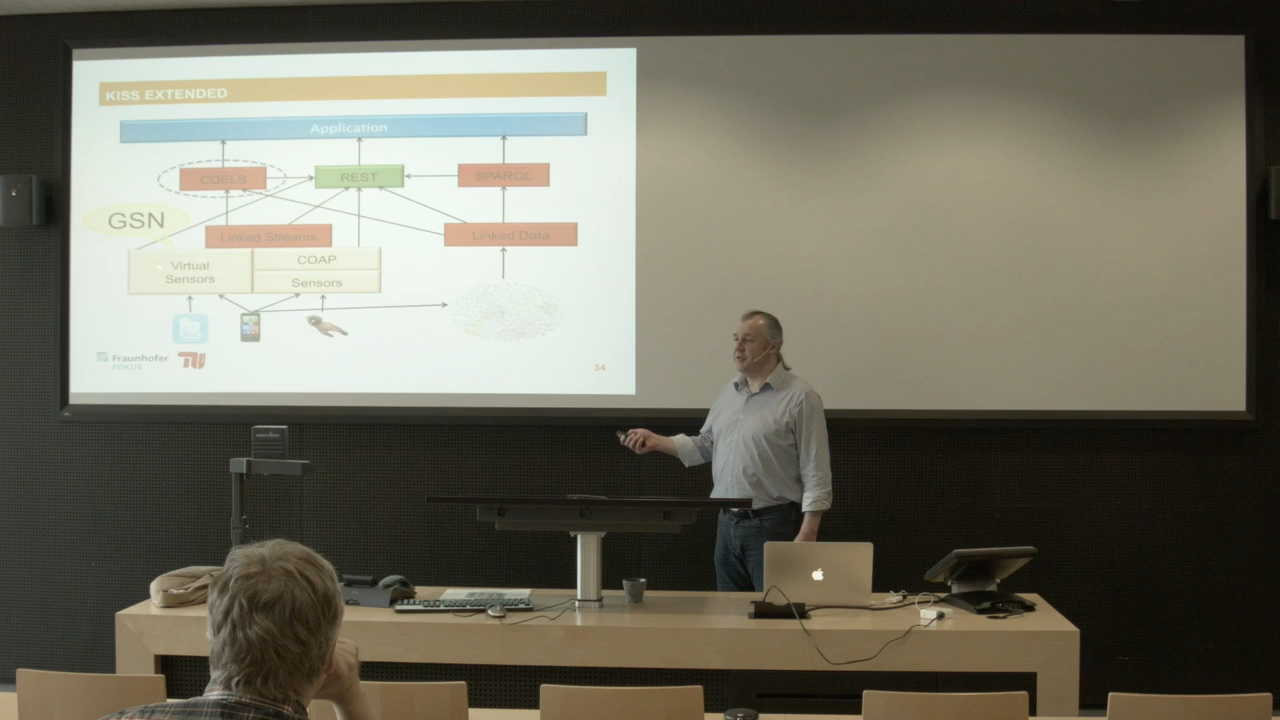 KISS EXTENDED
Application
CQELS
REST
SPARQL
GSN
Linked Streams
Linked Data
Virtual
Sensors
COAP
Sensors
Fraunhofer
FOKUS
34